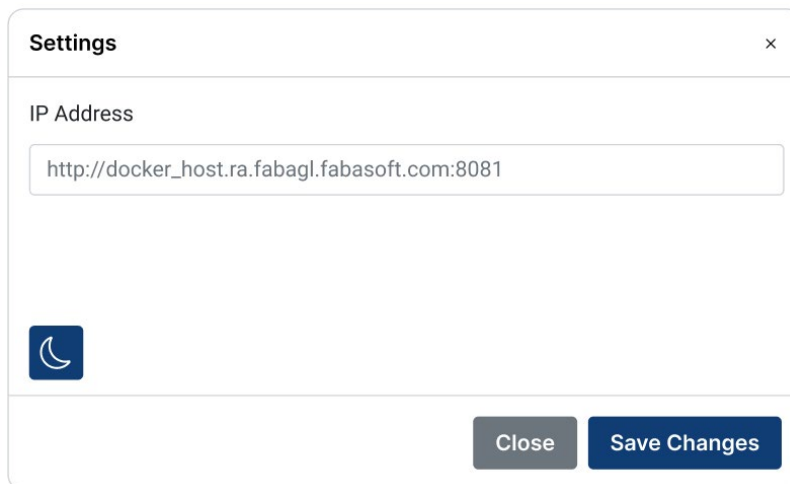 Settings ×
IP Address
http://docker_host.ra.fabagl.fabasoft.com:8081
Close Save Changes